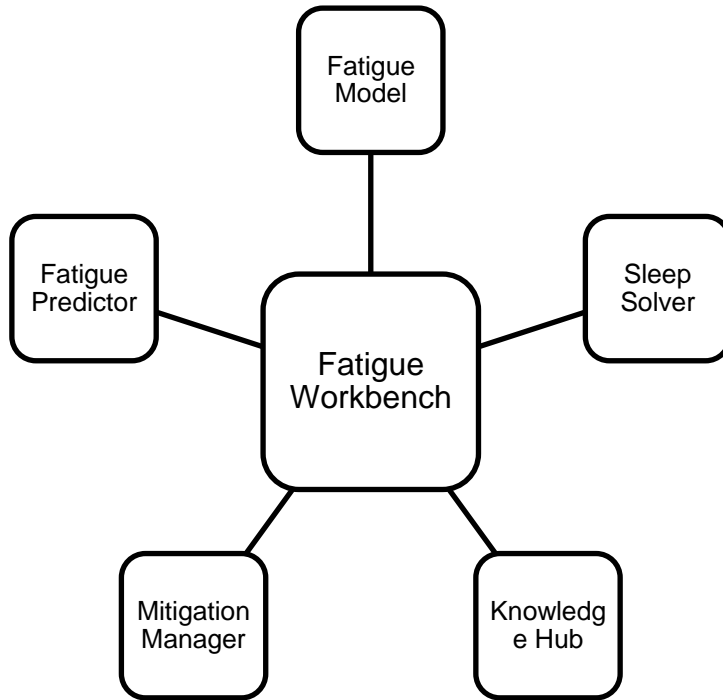 Fatigue
Model
Fatigue
Predictor
Sleep
Solver
Fatigue
Workbench
Mitigation
Manager
Knowledg
e Hub